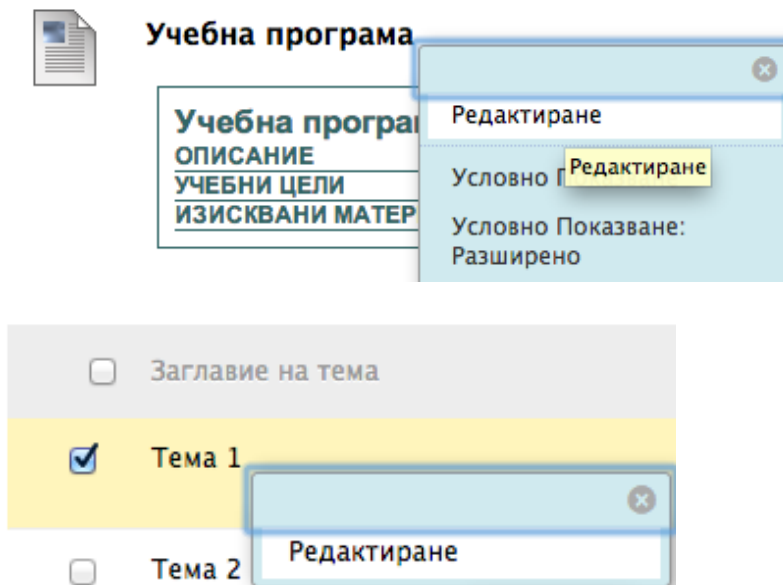 Учебна програма
Учебна програ
ОПИСАНИЕ
УЧЕБНИ ЦЕЛИ
ИЗИСКВАНИ МАТЕР
Редактиране
Редактиране
Условно
Условно Показване:
Разширено
Заглавие на тема
Тема 1
Редактиране
Тема 2